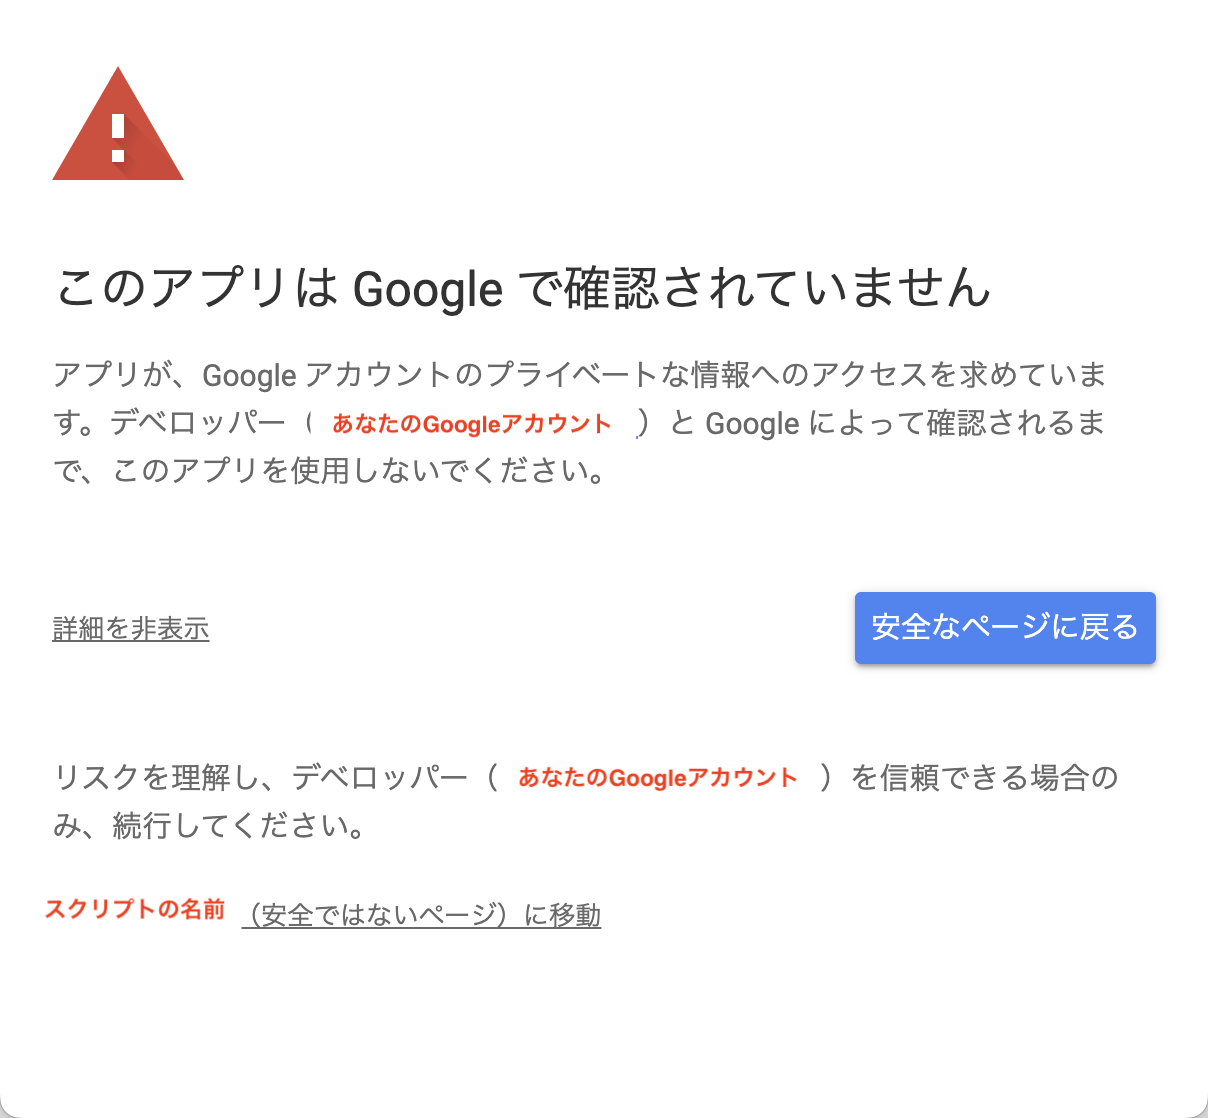 このアプリは Google で確認されていません
アプリが、Google アカウントのプライベートな情報へのアクセスを求めていま
す。デベロッパー（ あなたのGoogleアカウント ）と Google によって確認されるま
で、このアプリを使用しないでください。
詳細を非表示
安全なページに戻る
リスクを理解し、デベロッパー（ あなたのGoogleアカウント ）を信頼できる場合の
み、続行してください。
スクリプトの名前 （安全ではないページ）に移動